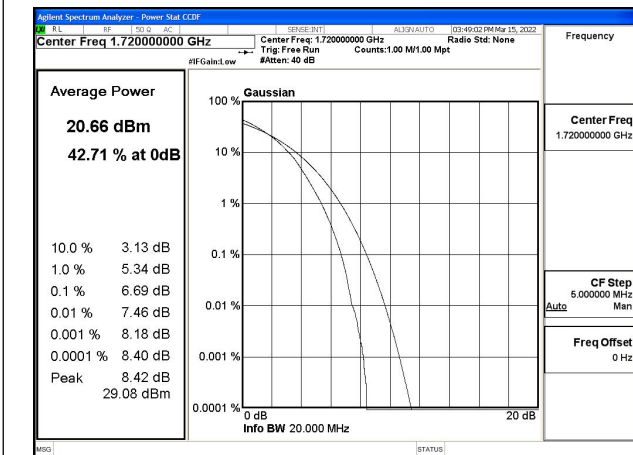 Agilent Spectrum Analyzer - Power Stat CCDF
RL RF 50 Ω AC SENSE:INT ALIGN AUTO 03:49:02 PM Mar 15, 2022
Center Freq 1.720000000 GHz
Center Freq: 1.720000000 GHz Radio Std: None
Trig: Free Run Counts:1.00 M/1.00 Mpt
#IFGain:Low #Atten: 40 dB
Frequency
Average Power
20.66 dBm
42.71 % at 0dB
10.0 % 3.13 dB
1.0 % 5.34 dB
0.1 % 6.69 dB
0.01 % 7.46 dB
0.001 % 8.18 dB
0.0001 % 8.40 dB
Peak 8.42 dB
29.08 dBm
Gaussian
100 %
10 %
1 %
0.1 %
0.01 %
0.001 %
0.0001 %
0 dB 20 dB
Info BW 20.000 MHz
Center Freq
1.720000000 GHz
CF Step
5.000000 MHz
Auto Man
Freq Offset
0 Hz
MSG STATUS